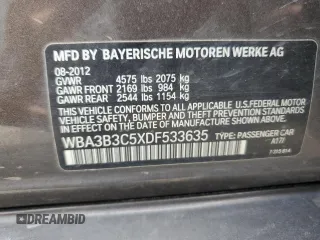 MFD BY BAYERISCHE MOTOREN WERKE AG
08-2012
GVWR 4575 lbs 2075 kg
GAWR FRONT 2169 lbs 984 kg
GAWR REAR 2544 lbs 1154 kg
THIS VEHICLE CONFORMS TO ALL APPLICABLE U.S. FEDERAL MOTOR
VEHICLE SAFETY, BUMPER, AND THEFT PREVENTION STANDARDS
IN EFFECT ON THE DATE OF MANUFACTURE SHOWN ABOVE.
WBA3B3C5XDF533635 TYPE: PASSENGER CAR
DREAMBID